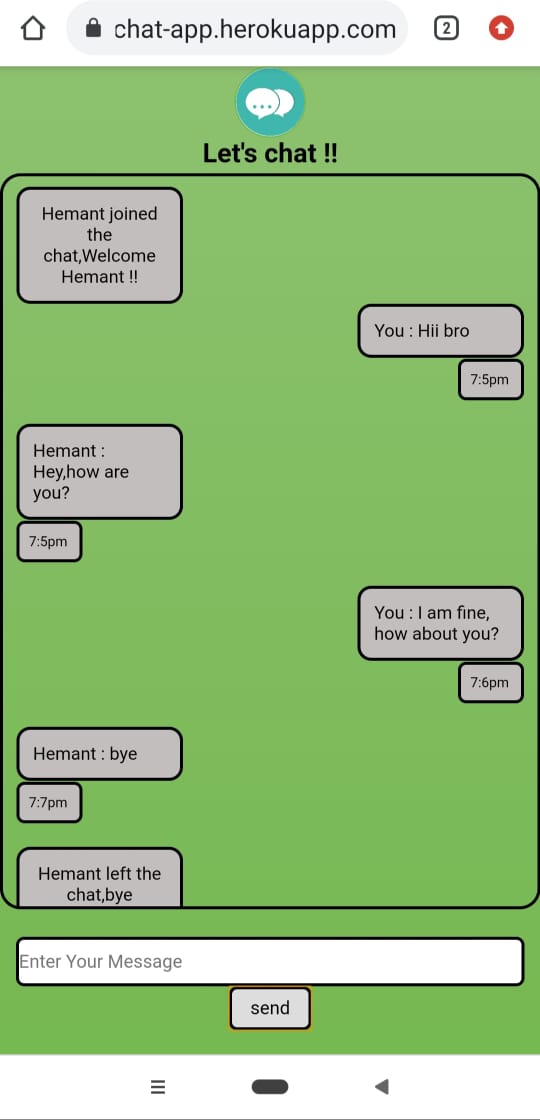 chat-app.herokuapp.com
2
Let's chat !!
Hemant joined
the
chat,Welcome
Hemant !!
You : Hii bro
7:5pm
Hemant :
Hey,how are
you?
7:5pm
You : I am fine,
how about you?
7:6pm
Hemant : bye
7:7pm
Hemant left the
chat,bye
Enter Your Message
send